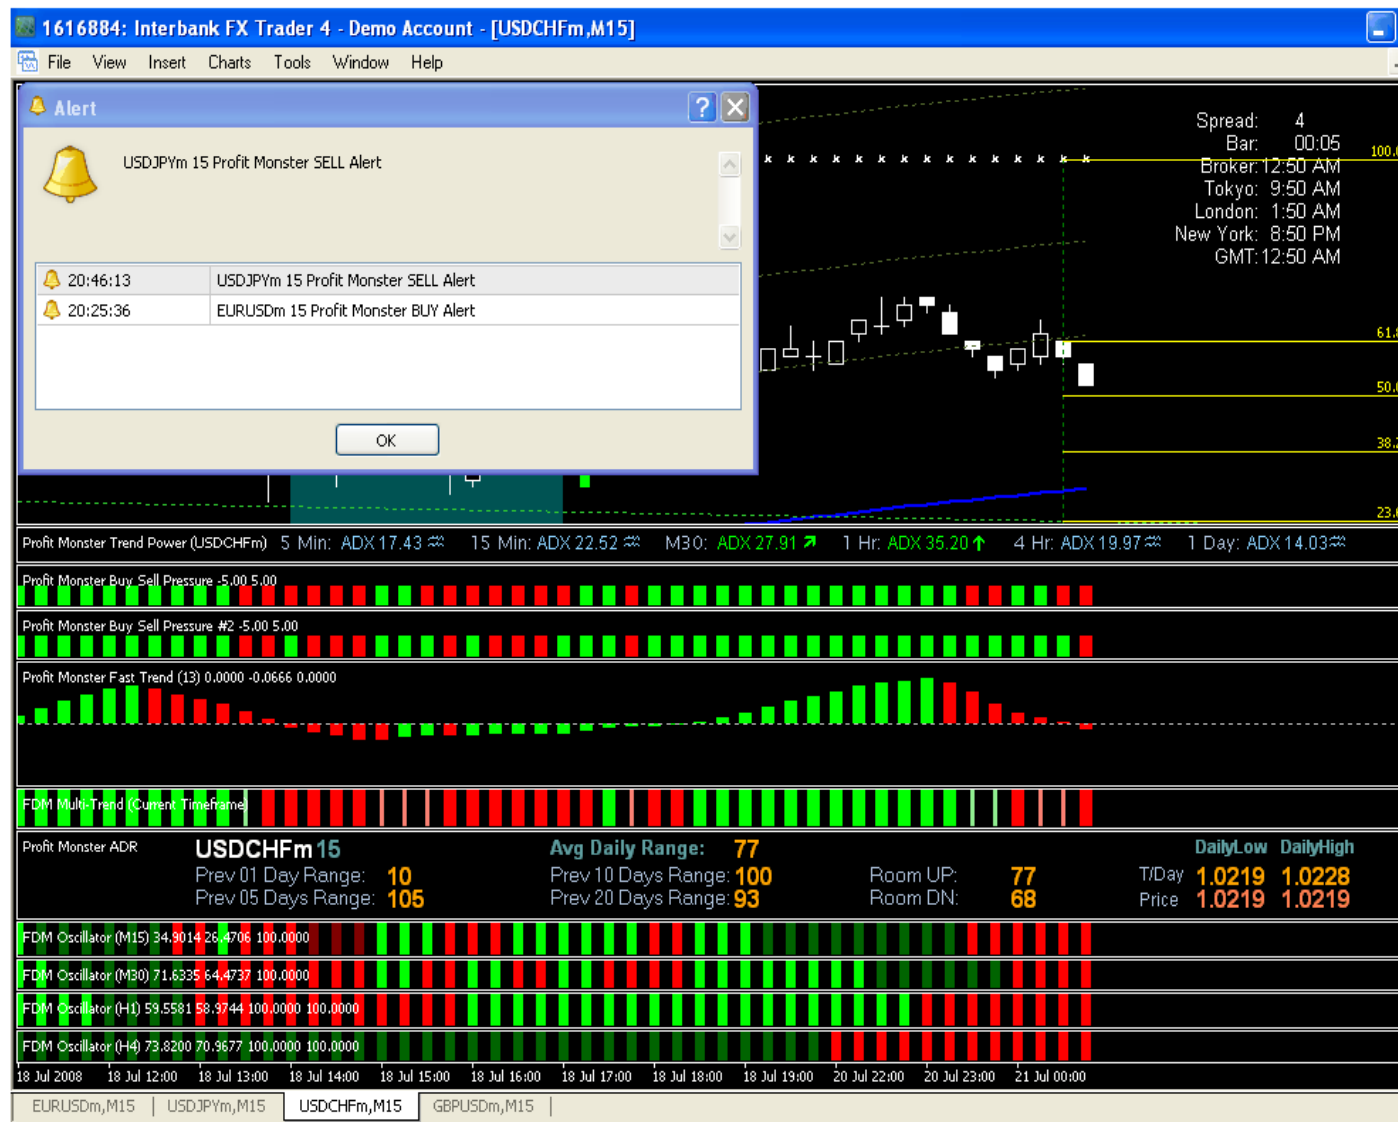 1616884: Interbank FX Trader 4 - Demo Account - [USDCHFm,M15]
File View Insert Charts Tools Window Help
Alert
USDJPYm 15 Profit Monster SELL Alert
20:46:13 USDJPYm 15 Profit Monster SELL Alert
20:25:36 EURUSDm 15 Profit Monster BUY Alert
OK
Spread: 4
Bar: 00:05
Broker: 12:50 AM
Tokyo: 9:50 AM
London: 1:50 AM
New York: 8:50 PM
GMT: 12:50 AM
100.0
61.8
50.0
38.2
23.6
Profit Monster Trend Power (USDCHFm) 5 Min: ADX 17.43 15 Min: ADX 22.52 M30: ADX 27.91 1 Hr: ADX 35.20 4 Hr: ADX 19.97 1 Day: ADX 14.03
Profit Monster Buy Sell Pressure -5.00 5.00
Profit Monster Buy Sell Pressure #2 -5.00 5.00
Profit Monster Fast Trend (13) 0.0000 -0.0666 0.0000
FDM Multi-Trend (Current Timeframe)
Profit Monster ADR USDCHFm 15 Avg Daily Range: 77 DailyLow DailyHigh
Prev 01 Day Range: 10 Prev 10 Days Range: 100 Room UP: 77 T/Day 1.0219 1.0228
Prev 05 Days Range: 105 Prev 20 Days Range: 93 Room DN: 68 Price 1.0219 1.0219
FDM Oscillator (M15) 34.9014 26.4706 100.0000
FDM Oscillator (M30) 71.6335 64.4737 100.0000
FDM Oscillator (H1) 59.5581 58.9744 100.0000 100.0000
FDM Oscillator (H4) 73.8200 70.9677 100.0000 100.0000
18 Jul 2008 18 Jul 12:00 18 Jul 13:00 18 Jul 14:00 18 Jul 15:00 18 Jul 16:00 18 Jul 17:00 18 Jul 18:00 18 Jul 19:00 20 Jul 22:00 20 Jul 23:00 21 Jul 00:00
EURUSDm,M15 USDJPYm,M15 USDCHFm,M15 GBPUSDm,M15